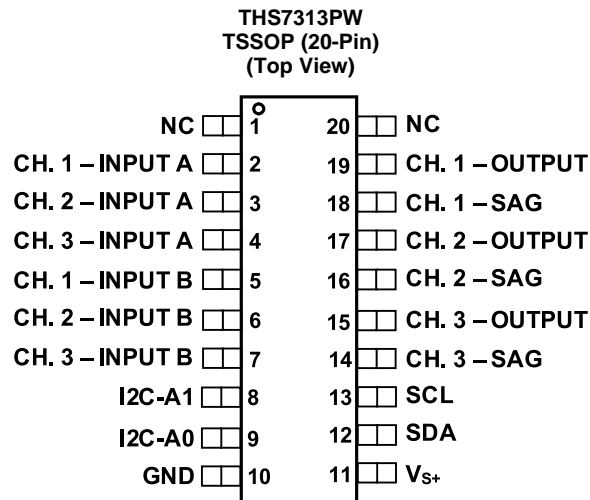 THS7313PW
TSSOP (20-Pin)
(Top View)
NC 1 20 NC
CH. 1 – INPUT A 2 19 CH. 1 – OUTPUT
CH. 2 – INPUT A 3 18 CH. 1 – SAG
CH. 3 – INPUT A 4 17 CH. 2 – OUTPUT
CH. 1 – INPUT B 5 16 CH. 2 – SAG
CH. 2 – INPUT B 6 15 CH. 3 – OUTPUT
CH. 3 – INPUT B 7 14 CH. 3 – SAG
I2C-A1 8 13 SCL
I2C-A0 9 12 SDA
GND 10 11 VS+